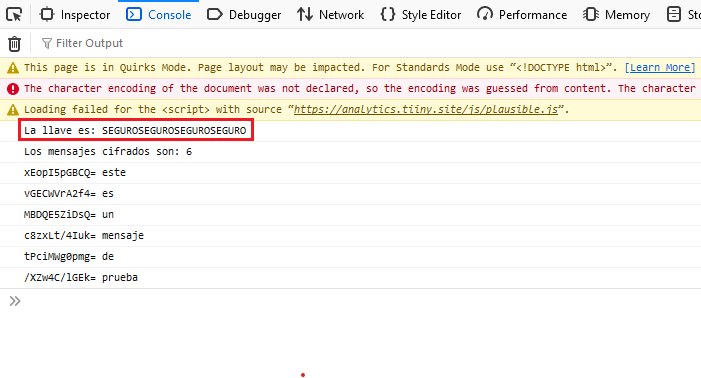 Inspector Console Debugger Network Style Editor Performance Memory Sto
Filter Output
This page is in Quirks Mode. Page layout may be impacted. For Standards Mode use “<!DOCTYPE html>”. [Learn More]
The character encoding of the document was not declared, so the encoding was guessed from content. The character
Loading failed for the <script> with source “https://analytics.tiiny.site/js/plausible.js”.
La llave es: SEGUROSEGUROSEGUROSEGURO
Los mensajes cifrados son: 6
xEopI5pGBCQ= este
vGECWVrA2f4= es
MBDQE5ZiDsQ= un
c8zxLt/4Iuk= mensaje
tPciMWg0pmg= de
/XZw4C/lGEk= prueba